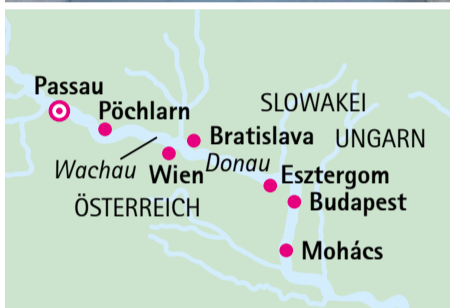 Passau
Pöchlarn
SLOWAKEI
Bratislava
UNGARN
Wachau
Wien
Donau
Esztergom
ÖSTERREICH
Budapest
Mohács